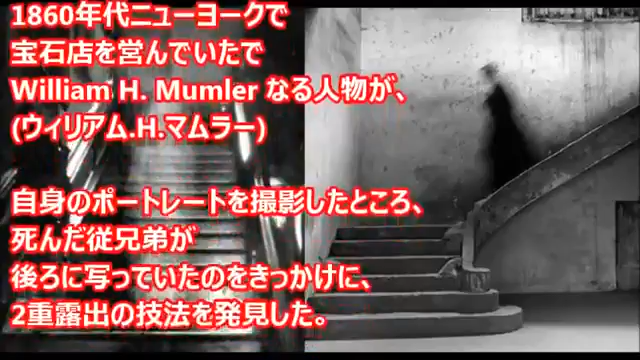 1860年代ニューヨークで
宝石店を営んでいたで
William H. Mumler なる人物が、
(ウィリアム.H.マムラー)
自身のポートレートを撮影したところ、
死んだ従兄弟が
後ろに写っていたのをきっかけに、
2重露出の技法を発見した。